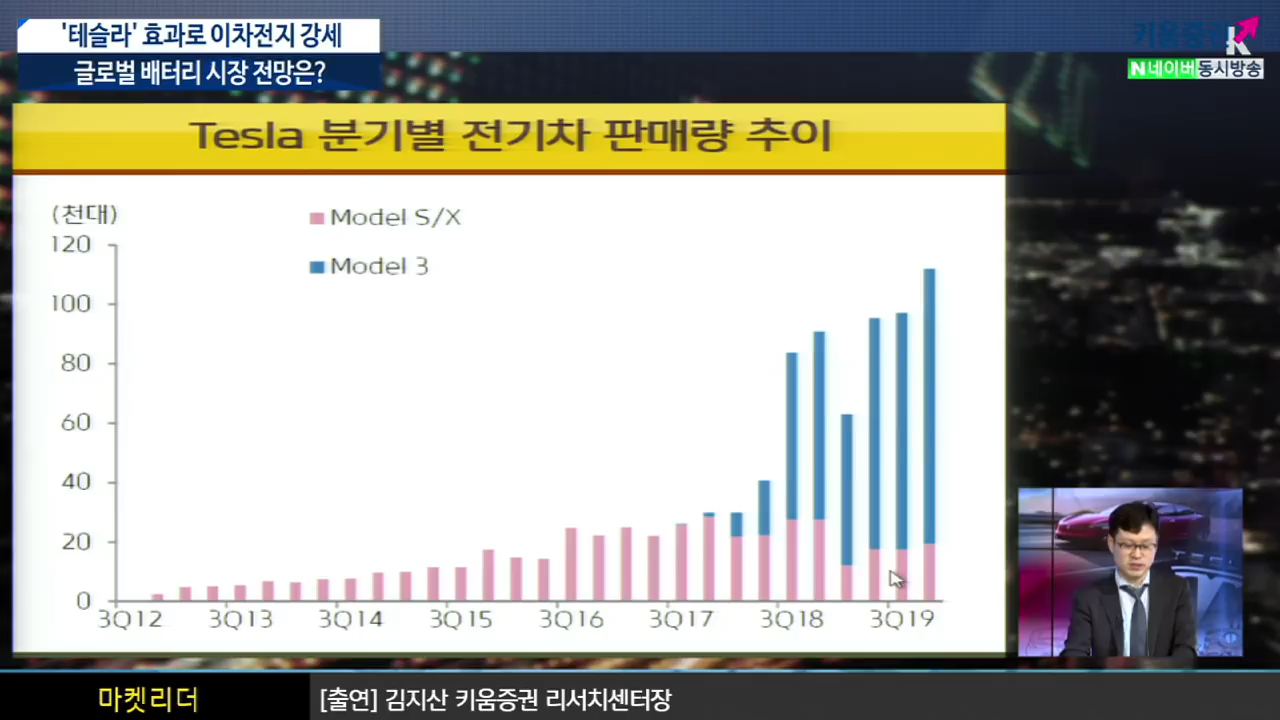 '테슬라' 효과로 이차전지 강세
글로벌 배터리 시장 전망은?
키움증권
N네이버 동시방송
Tesla 분기별 전기차 판매량 추이
(천대)
Model S/X
Model 3
120
100
80
60
40
20
0
3Q12 3Q13 3Q14 3Q15 3Q16 3Q17 3Q18 3Q19
마켓리더
[출연] 김지산 키움증권 리서치센터장